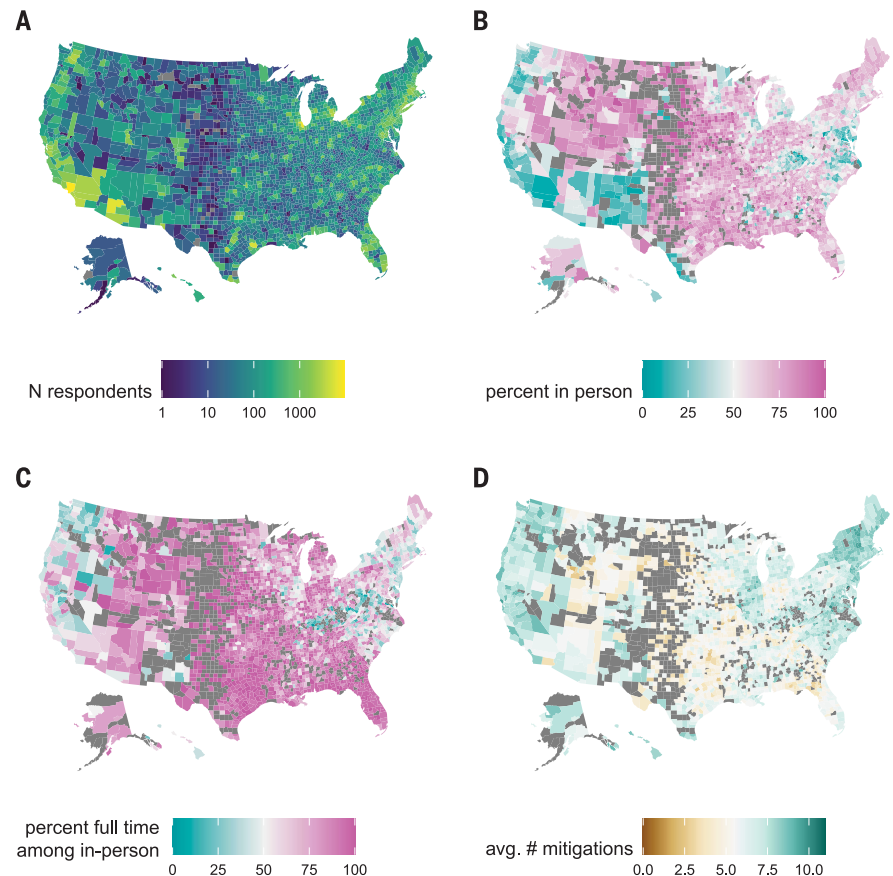 A
B
N respondents
1 10 100 1000
percent in person
0 25 50 75 100
C
D
percent full time
among in-person
0 25 50 75 100
avg. # mitigations
0.0 2.5 5.0 7.5 10.0